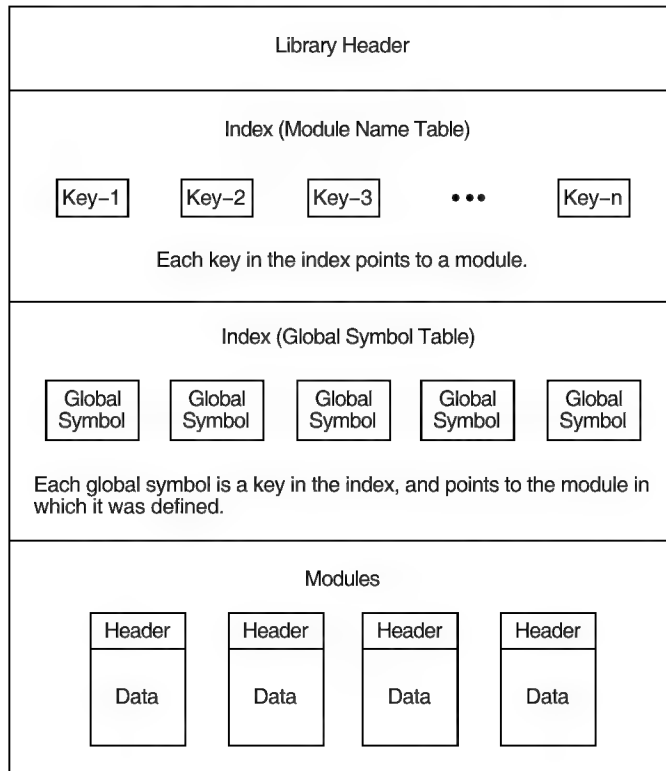 Library Header
Index (Module Name Table)
Key–1 Key–2 Key–3 ••• Key–n
Each key in the index points to a module.
Index (Global Symbol Table)
Global Global Global Global Global
Symbol Symbol Symbol Symbol Symbol
Each global symbol is a key in the index, and points to the module in
which it was defined.
Modules
Header Header Header Header
Data Data Data Data